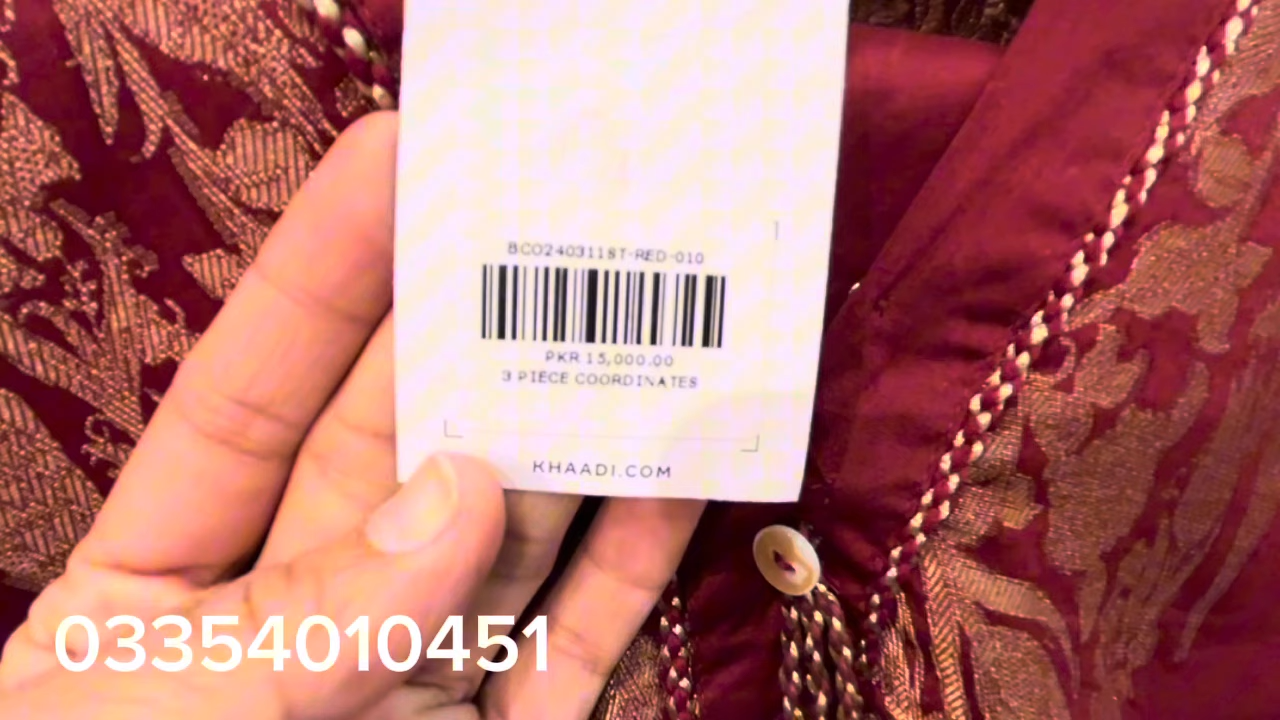 BCO2403118T-RED-010
PKR 15,000.00
3 PIECE COORDINATES
KHAADI.COM
03354010451